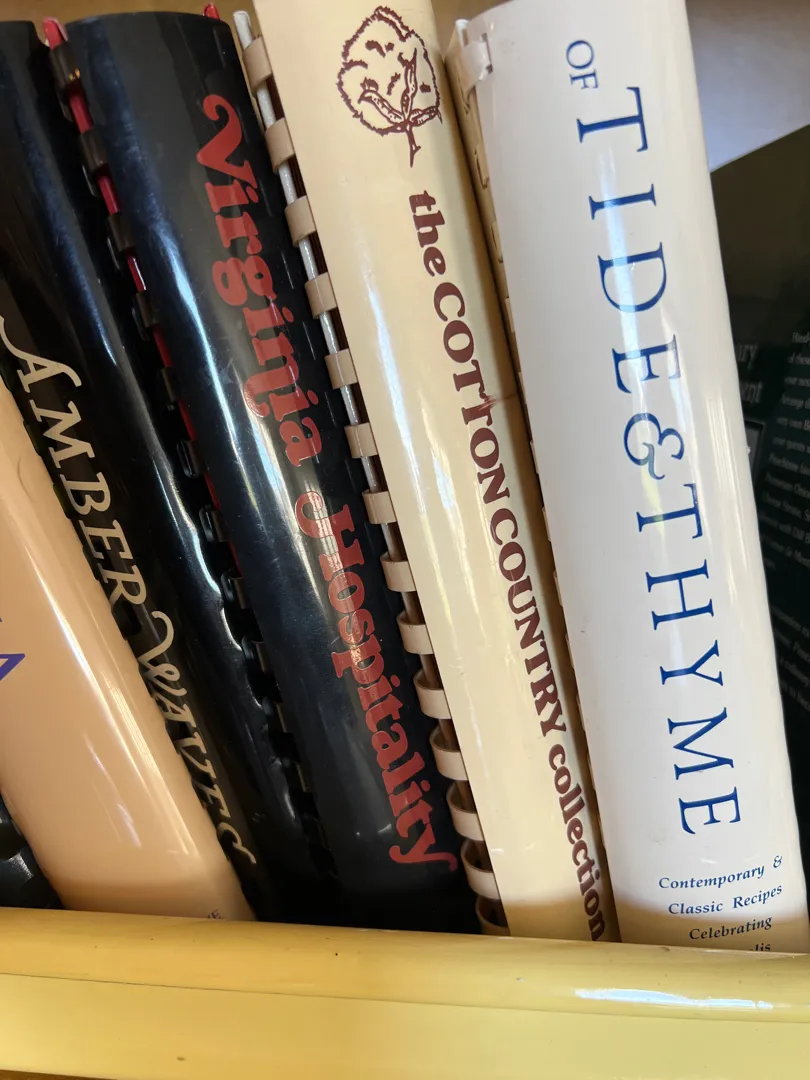 AMBER WAVES
Virginia Hospitality
the COTTON COUNTRY collection
OF TIDE & THYME
Contemporary &
Classic Recipes
Celebrating